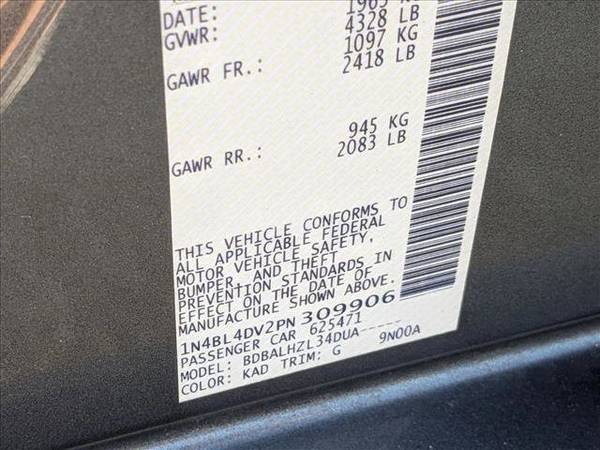 DATE:
1963
GVWR: 4328 LB
1097 KG
GAWR FR.: 2418 LB
945 KG
GAWR RR.: 2083 LB
THIS VEHICLE CONFORMS TO
ALL APPLICABLE FEDERAL
MOTOR VEHICLE SAFETY,
BUMPER, AND THEFT
PREVENTION STANDARDS IN
EFFECT ON THE DATE OF
MANUFACTURE SHOWN ABOVE.
1N4BL4DV2PN309906
PASSENGER CAR 625471
MODEL: BDBALHZL34DUA----- 9N00A
COLOR: KAD TRIM: G